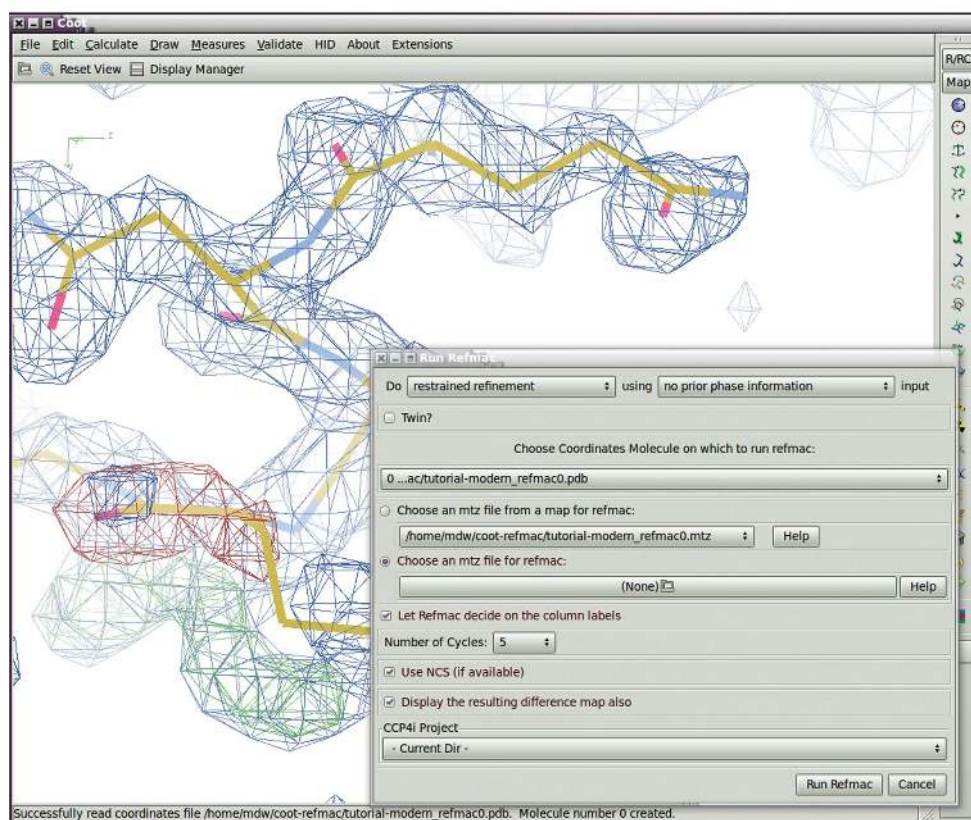 Coot
File Edit Calculate Draw Measures Validate HID About Extensions
Reset View Display Manager
R/RC
Map
Run Refmac
Do restrained refinement using no prior phase information input
Twin?
Choose Coordinates Molecule on which to run refmac:
0 ...ac/tutorial-modern_refmac0.pdb
Choose an mtz file from a map for refmac:
/home/mdw/coot-refmac/tutorial-modern_refmac0.mtz Help
Choose an mtz file for refmac:
(None) Help
Let Refmac decide on the column labels
Number of Cycles: 5
Use NCS (if available)
Display the resulting difference map also
CCP4i Project
- Current Dir -
Run Refmac Cancel
Successfully read coordinates file /home/mdw/coot-refmac/tutorial-modern_refmac0.pdb. Molecule number 0 created.